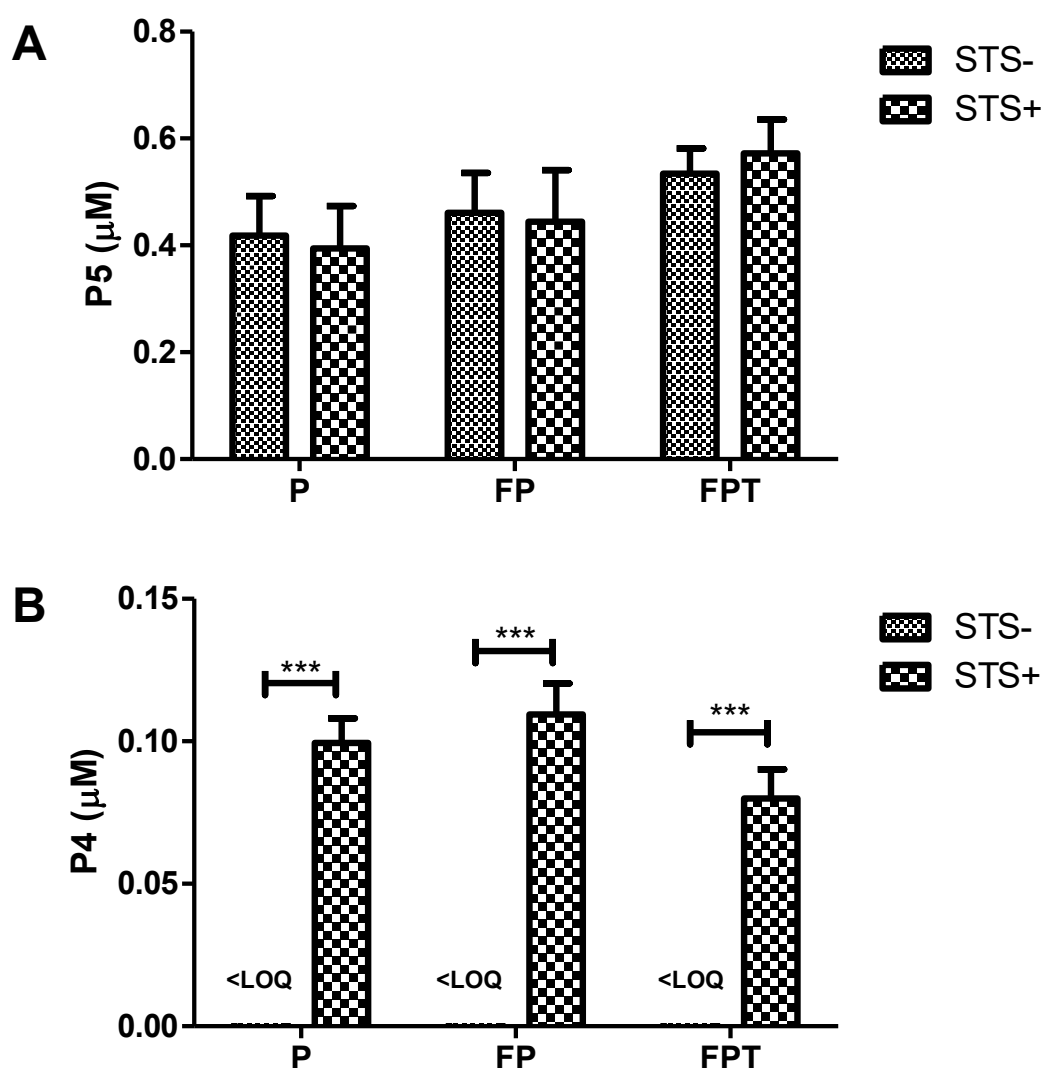 A
0.8
0.6
0.4
0.2
0.0
P5 (μM)
P
FP
FPT
STS-
STS+
B
0.15
0.10
0.05
0.00
P4 (μM)
***
***
***
<LOQ
<LOQ
<LOQ
P
FP
FPT
STS-
STS+